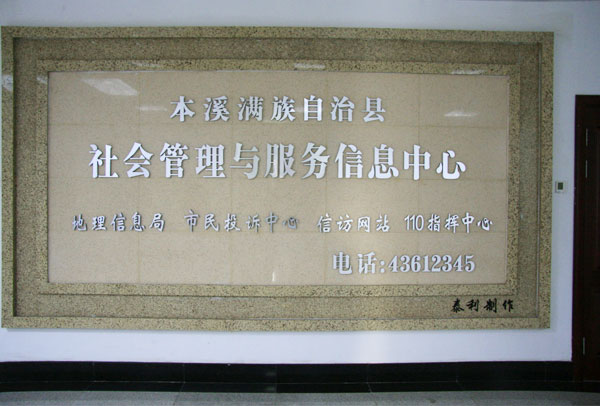 本溪满族自治县
社会管理与服务信息中心
地理信息局 市民投诉中心 信访网站 110指挥中心
电话:43612345
泰利制作